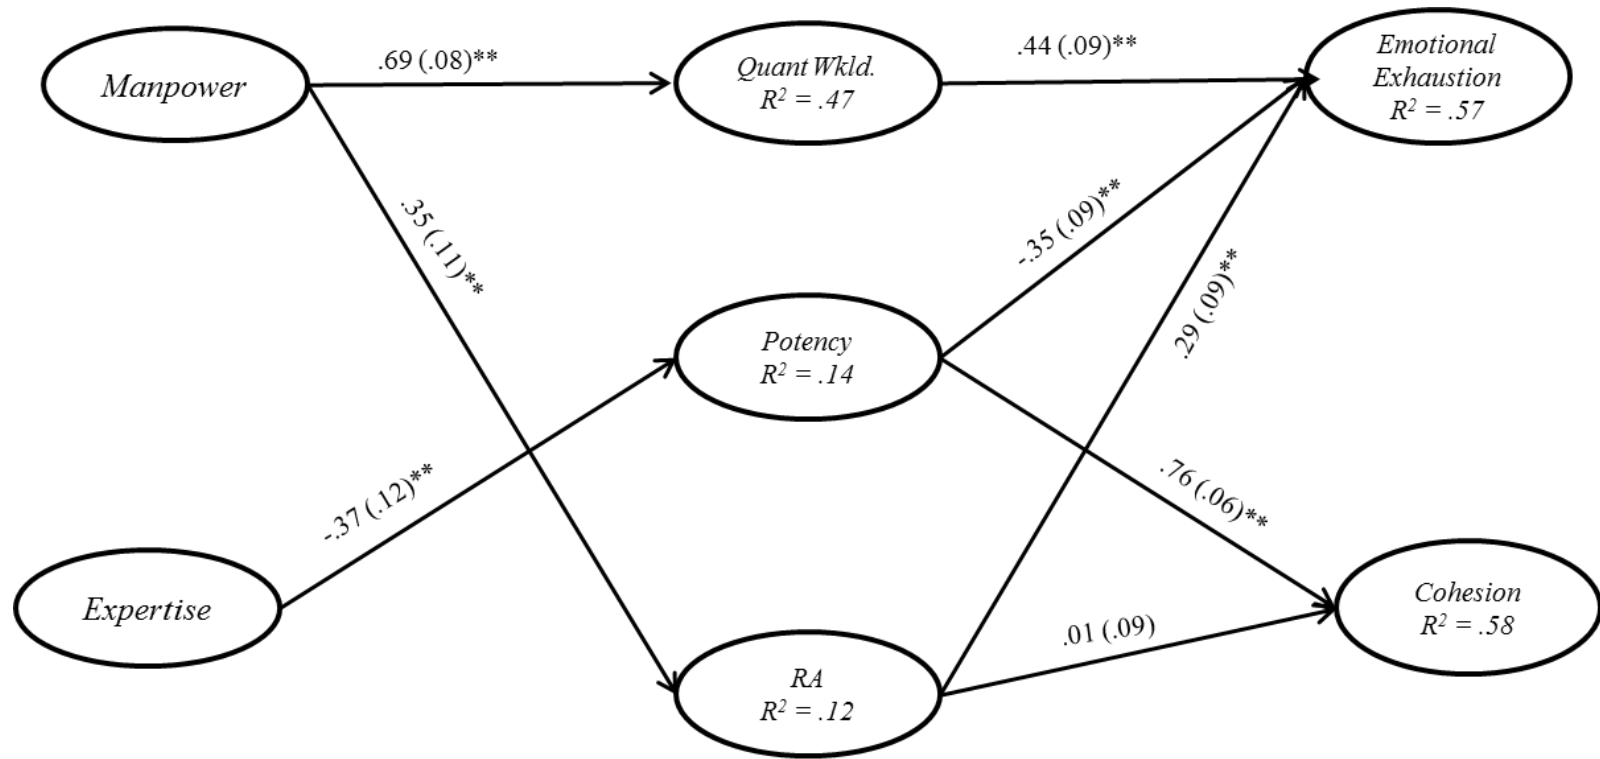 Manpower
.69 (.08)**
Quant Wkld.
R² = .47
.44 (.09)**
Emotional
Exhaustion
R² = .57
.35 (.11)**
-.35 (.09)**
.29 (.09)**
Potency
R² = .14
-.37 (.12)**
.76 (.06)**
Expertise
.01 (.09)
Cohesion
R² = .58
RA
R² = .12